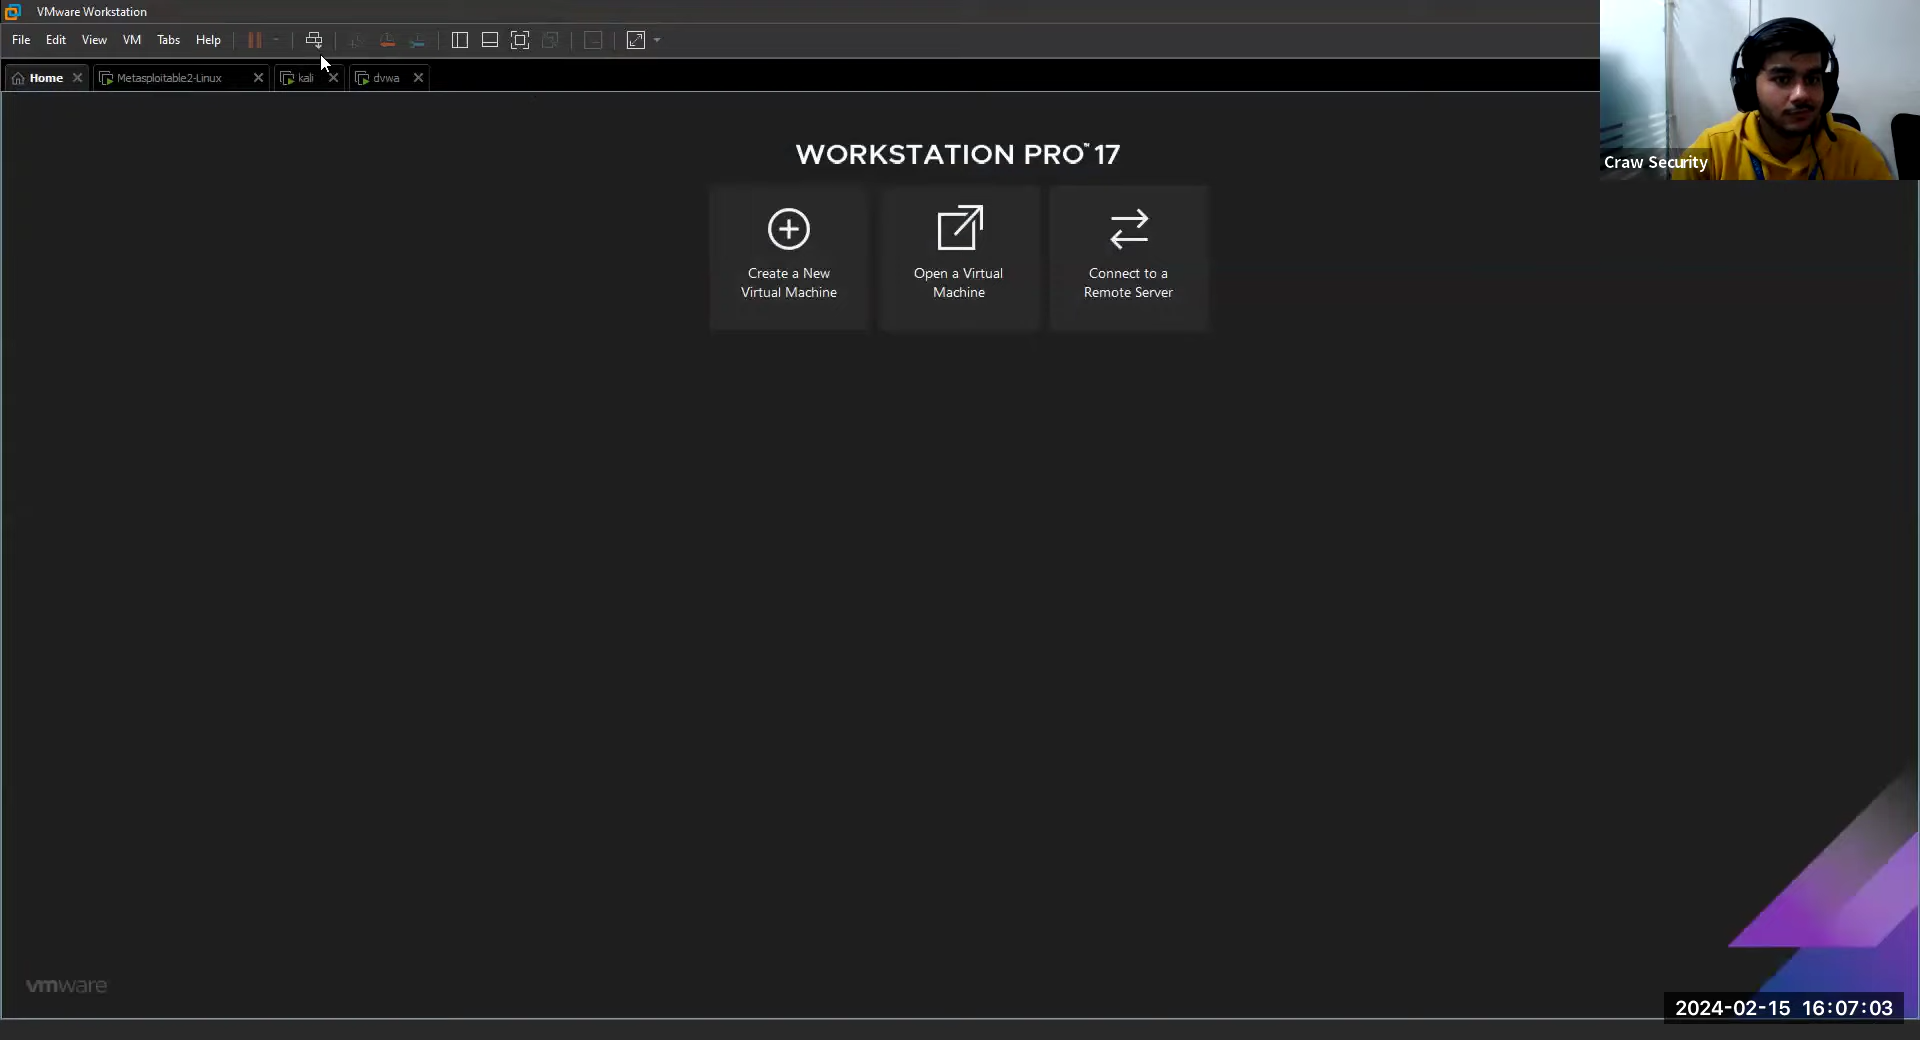 VMware Workstation
File Edit View VM Tabs Help
Home Metasploitable2-Linux kali dvwa
Craw Security
WORKSTATION PRO™ 17
Create a New
Virtual Machine
Open a Virtual
Machine
Connect to a
Remote Server
vmware
2024-02-15 16:07:03